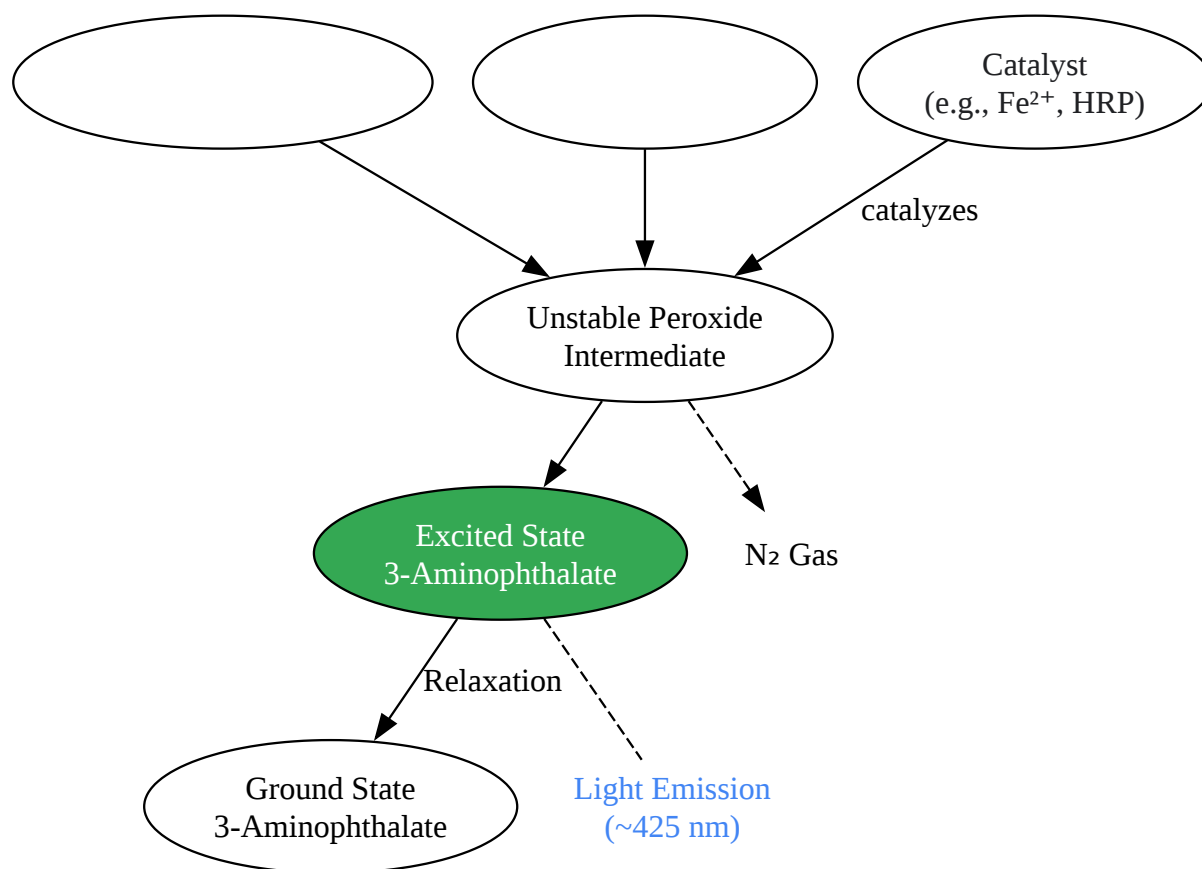 Catalyst
(e.g., Fe²⁺, HRP)
catalyzes
Unstable Peroxide
Intermediate
Excited State
3-Aminophthalate
N₂ Gas
Relaxation
Ground State
3-Aminophthalate
Light Emission
(~425 nm)